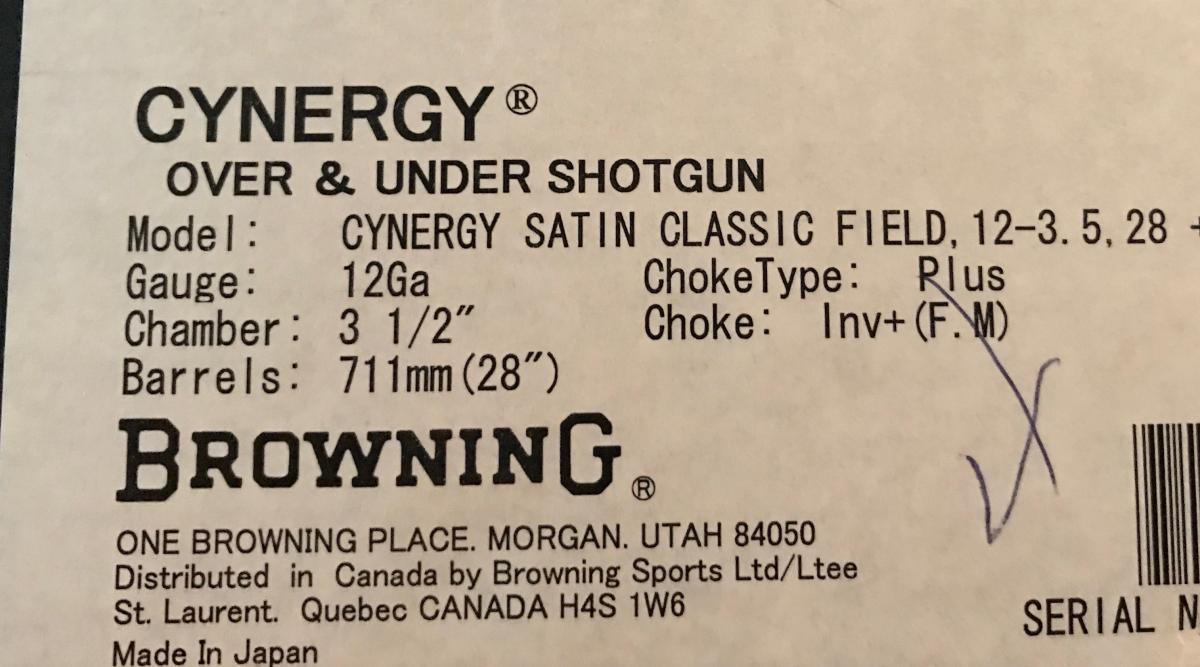 CYNERGY®
OVER & UNDER SHOTGUN
Model: CYNERGY SATIN CLASSIC FIELD, 12-3.5, 28
Gauge: 12Ga ChokeType: Plus
Chamber: 3 1/2" Choke: Inv+(F.M)
Barrels: 711mm(28")
BROWNING®
ONE BROWNING PLACE. MORGAN. UTAH 84050
Distributed in Canada by Browning Sports Ltd/Ltee
St. Laurent. Quebec CANADA H4S 1W6
SERIAL N
Made In Japan